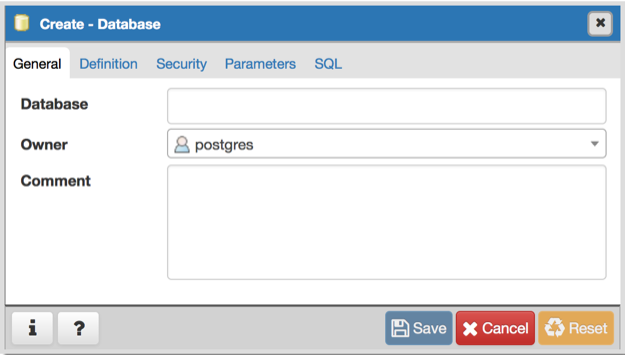 Create - Database
General Definition Security Parameters SQL
Database
Owner postgres
Comment
i ? Save Cancel Reset